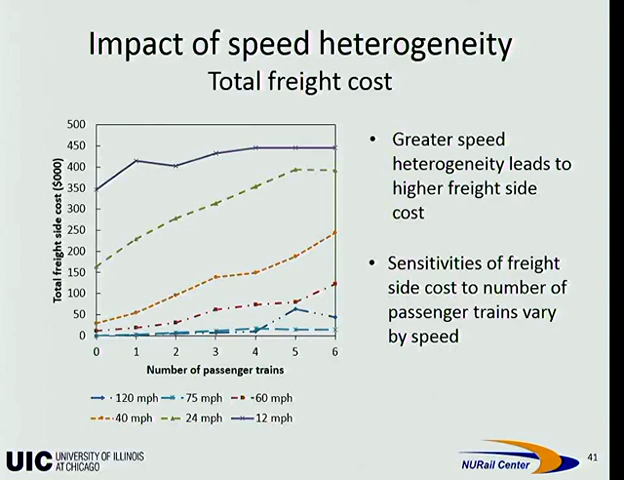 Impact of speed heterogeneity
Total freight cost
Total freight side cost ($000)
500
450
400
350
300
250
200
150
100
50
0
0 1 2 3 4 5 6
Number of passenger trains
120 mph 75 mph 60 mph
40 mph 24 mph 12 mph
• Greater speed
heterogeneity leads to
higher freight side
cost
• Sensitivities of freight
side cost to number of
passenger trains vary
by speed
UIC UNIVERSITY OF ILLINOIS
AT CHICAGO
NURail Center
41